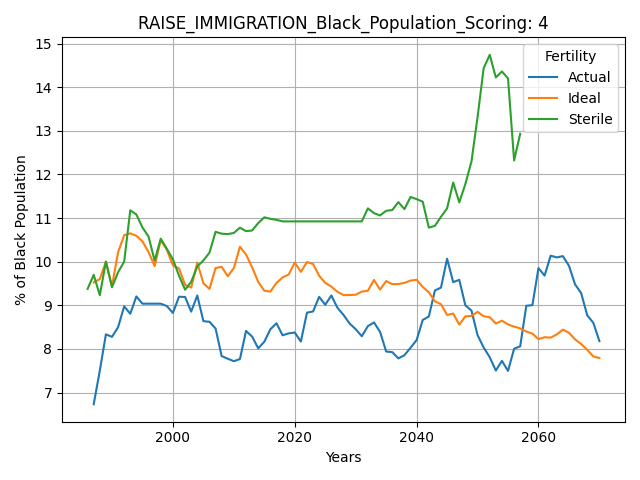 RAISE_IMMIGRATION_Black_Population_Scoring: 4
15
14
13
12
11
10
9
8
7
% of Black Population
Fertility
Actual
Ideal
Sterile
2000 2020 2040 2060
Years